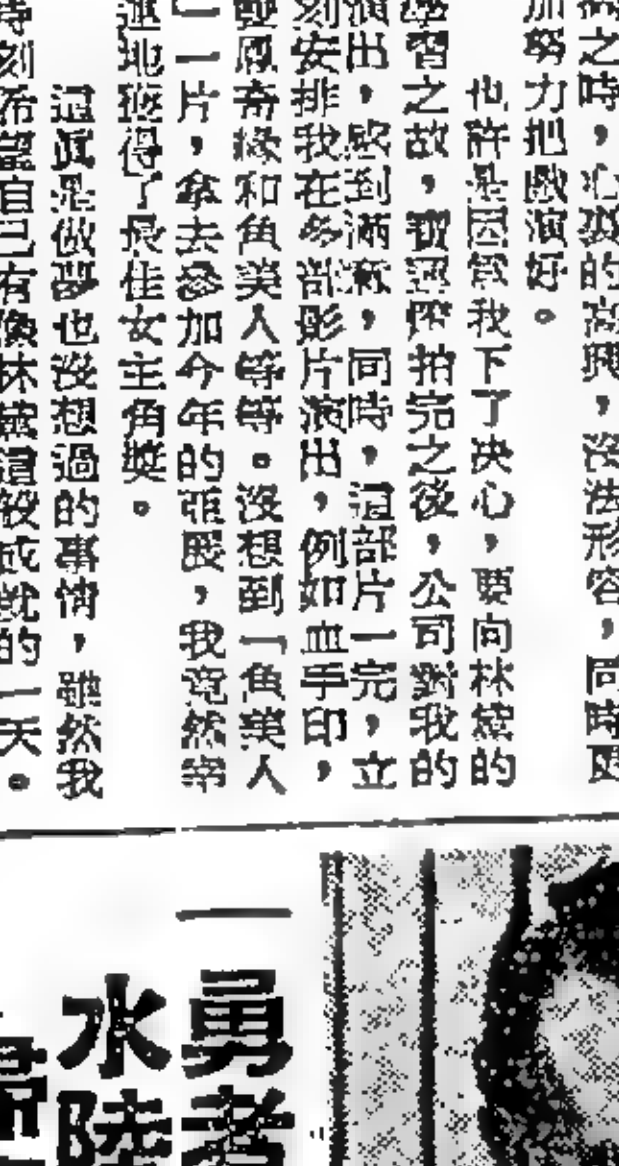 之時，心裏的高興，沒法形容，同時更
加努力把戲演好。
也許是因為我下了决心，要向林黛的
學習之故，寶蓮燈拍完之後，公司對我的
演出，感到滿意，同時，這部片一完，立
刻安排我在多部影片演出，例如血手印，
雙鳳奇緣和魚美人等等。沒想到「魚美人
」一片，拿去參加今年的亞展，我竟然幸
運地獲得了最佳女主角獎。
這眞是做夢也沒想過的事情，雖然我
時刻希望自已有像林黛這般成就的一天。
勇者
水陸